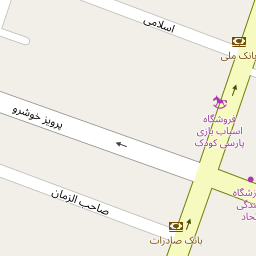 اسلامی
بانک ملی
فروشگاه
اسباب بازی
پارسی کودک
پرویز خوشرو
صاحب الزمان
بانک صادرات